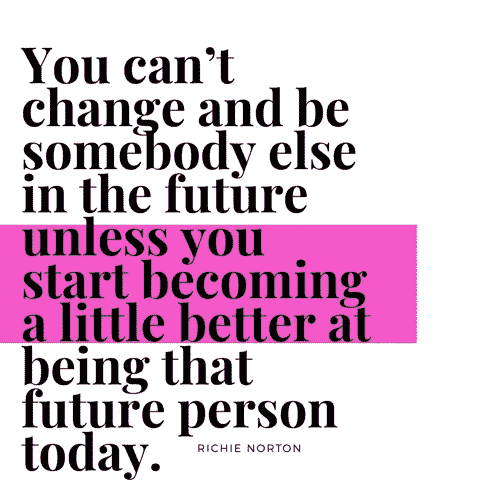 You can’t
change and be
somebody else
in the future
unless you
start becoming
a little better at
being that
future person
today.
RICHIE NORTON